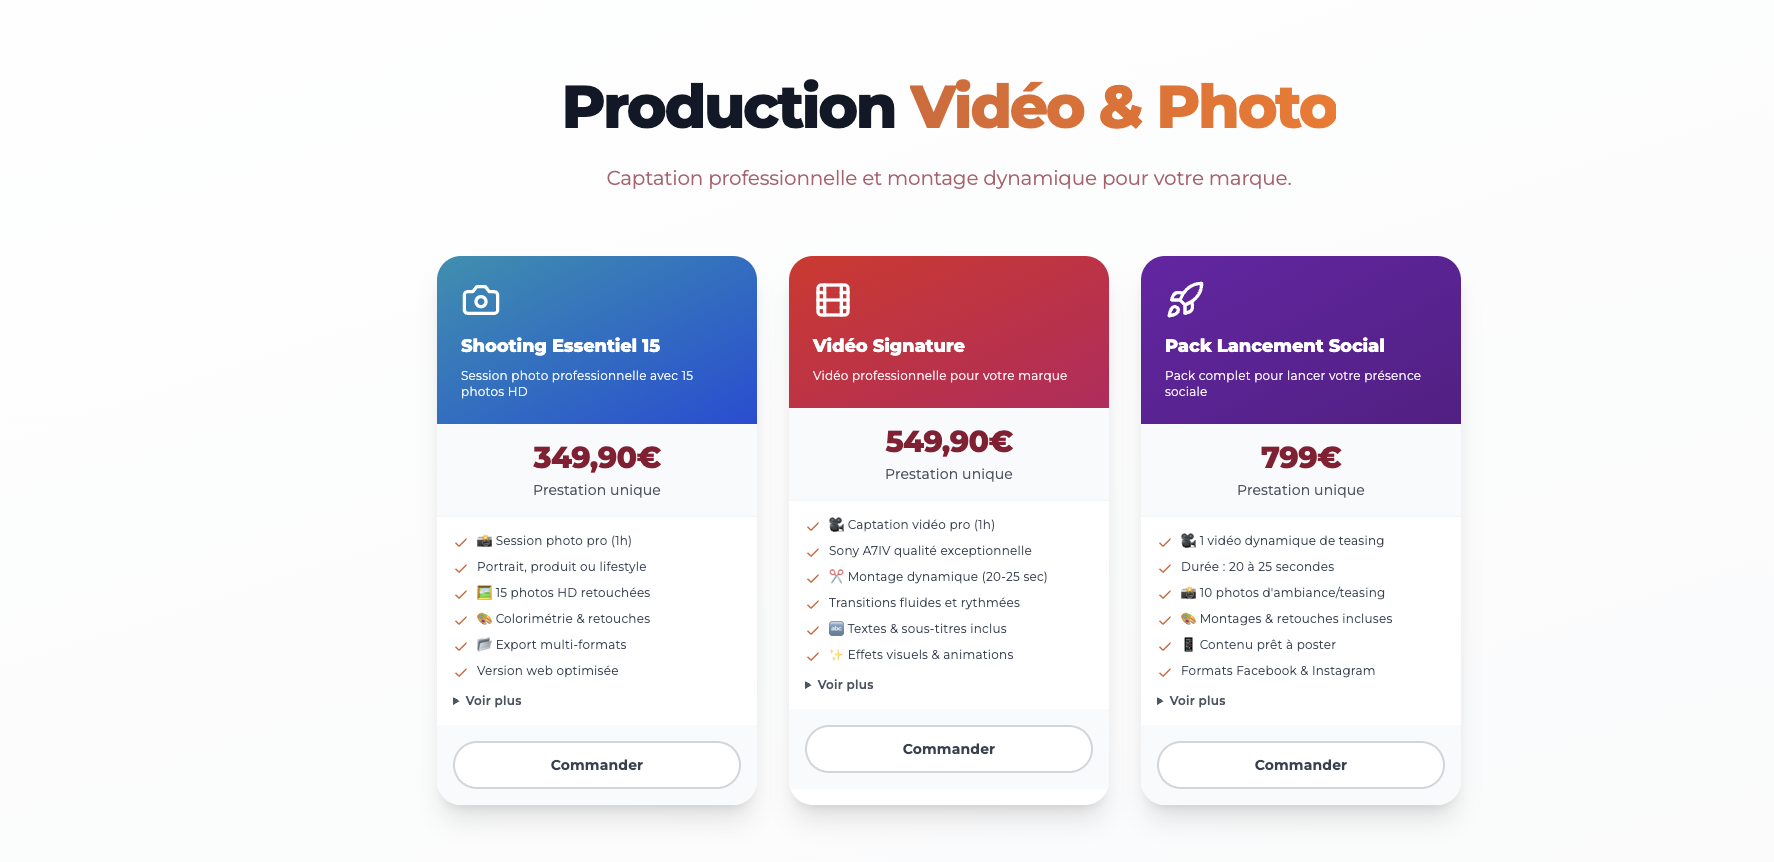 Production Vidéo & Photo
Captation professionnelle et montage dynamique pour votre marque.
Shooting Essentiel 15
Session photo professionnelle avec 15
photos HD
349,90€
Prestation unique
📸 Session photo pro (1h)
Portrait, produit ou lifestyle
🖼️ 15 photos HD retouchées
🎨 Colorimétrie & retouches
📂 Export multi-formats
Version web optimisée
Voir plus
Commander
Vidéo Signature
Vidéo professionnelle pour votre marque
549,90€
Prestation unique
🎥 Captation vidéo pro (1h)
Sony A7IV qualité exceptionnelle
✂️ Montage dynamique (20-25 sec)
Transitions fluides et rythmées
🔤 Textes & sous-titres inclus
✨ Effets visuels & animations
Voir plus
Commander
Pack Lancement Social
Pack complet pour lancer votre présence
sociale
799€
Prestation unique
🎥 1 vidéo dynamique de teasing
Durée : 20 à 25 secondes
📸 10 photos d'ambiance/teasing
🎨 Montages & retouches incluses
📱 Contenu prêt à poster
Formats Facebook & Instagram
Voir plus
Commander